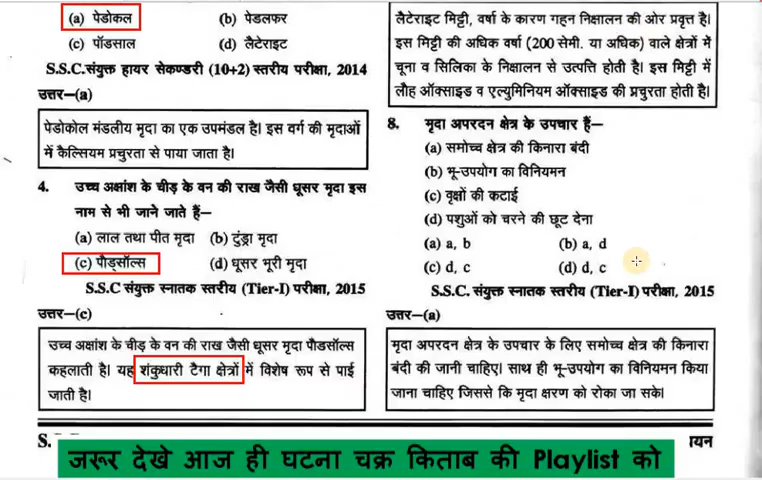 (a) पेडोकल (b) पेडलफर
(c) पॉडसाल (d) लैटेराइट
S.S.C.संयुक्त हायर सेकण्डरी (10+2) स्तरीय परीक्षा, 2014
उत्तर–(a)
पेडोकोल मंडलीय मृदा का एक उपमंडल है। इस वर्ग की मृदाओं
में कैल्सियम प्रचुरता से पाया जाता है।
4. उच्च अक्षांश के चीड़ के वन की राख जैसी धूसर मृदा इस
नाम से भी जाने जाते हैं–
(a) लाल तथा पीत मृदा (b) टुंड्रा मृदा
(c) पौड्सॉल्स (d) धूसर भूरी मृदा
S.S.C संयुक्त स्नातक स्तरीय (Tier-I) परीक्षा, 2015
उत्तर–(c)
उच्च अक्षांश के चीड़ के वन की राख जैसी धूसर मृदा पौडसॉल्स
कहलाती है। यह शंकुधारी टैगा क्षेत्रों में विशेष रूप से पाई
जाती है।
लैटेराइट मिट्टी, वर्षा के कारण गहन निक्षालन की ओर प्रवृत्त है।
इस मिट्टी की अधिक वर्षा (200 सेमी. या अधिक) वाले क्षेत्रों में
चूना व सिलिका के निक्षालन से उत्पत्ति होती है। इस मिट्टी में
लौह ऑक्साइड व एल्युमिनियम ऑक्साइड की प्रचुरता होती है।
8. मृदा अपरदन क्षेत्र के उपचार हैं–
(a) समोच्च क्षेत्र की किनारा बंदी
(b) भू-उपयोग का विनियमन
(c) वृक्षों की कटाई
(d) पशुओं को चरने की छूट देना
(a) a, b (b) a, d
(c) d, c (d) d, c
S.S.C. संयुक्त स्नातक स्तरीय (Tier-I) परीक्षा, 2015
उत्तर–(a)
मृदा अपरदन क्षेत्र के उपचार के लिए समोच्च क्षेत्र की किनारा
बंदी की जानी चाहिए। साथ ही भू-उपयोग का विनियमन किया
जाना चाहिए जिससे कि मृदा क्षरण को रोका जा सके।
S. यन
जरूर देखे आज ही घटना चक्र किताब की Playlist को